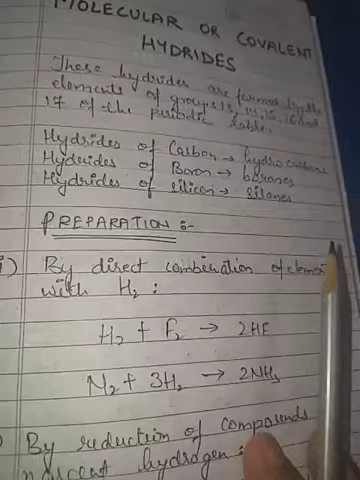 MOLECULAR OR COVALENT
HYDRIDES
These hydrides are formed by the
elements of group 13, 14, 15, 16 and
17 of the periodic table.
Hydrides of Carbon → hydrocarbons
Hydrides of Boron → boranes
Hydrides of silicon → silanes
PREPARATION :-
i) By direct combination of elements
with H₂ :
H₂ + F₂ → 2HF
N₂ + 3H₂ → 2NH₃
) By reduction of compounds
nascent hydrogen :